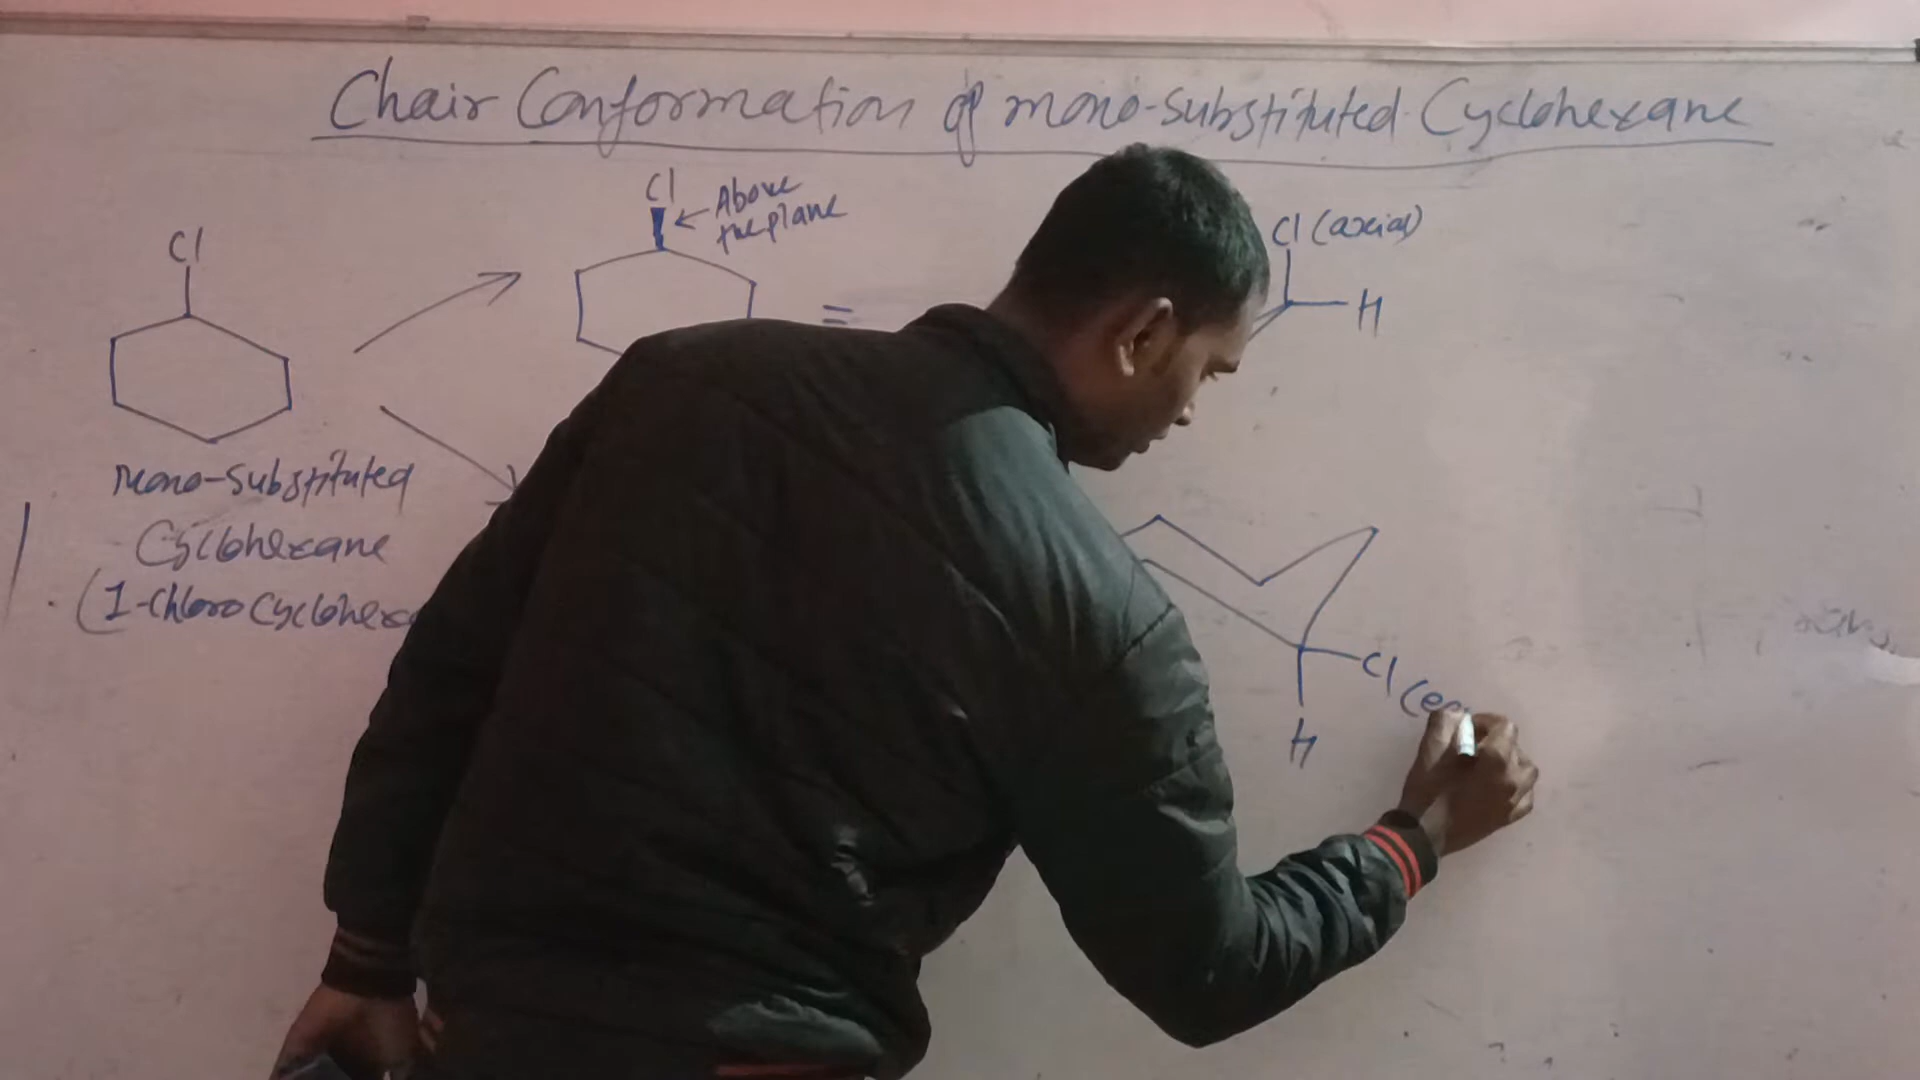 Chair Conformation of mono-substituted Cyclohexane
Cl
Above
the plane
Cl
=
Cl (axial)
H
mono-substituted
Cyclohexane
(1-chloro Cyclohex
Cl
H